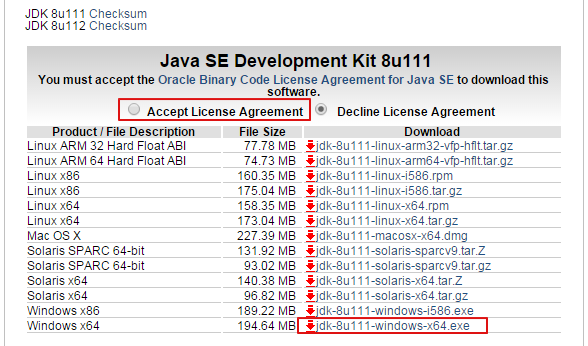 JDK 8u111 Checksum
JDK 8u112 Checksum
Java SE Development Kit 8u111
You must accept the Oracle Binary Code License Agreement for Java SE to download this
software.
Accept License Agreement Decline License Agreement
Product / File Description File Size Download
Linux ARM 32 Hard Float ABI 77.78 MB jdk-8u111-linux-arm32-vfp-hflt.tar.gz
Linux ARM 64 Hard Float ABI 74.73 MB jdk-8u111-linux-arm64-vfp-hflt.tar.gz
Linux x86 160.35 MB jdk-8u111-linux-i586.rpm
Linux x86 175.04 MB jdk-8u111-linux-i586.tar.gz
Linux x64 158.35 MB jdk-8u111-linux-x64.rpm
Linux x64 173.04 MB jdk-8u111-linux-x64.tar.gz
Mac OS X 227.39 MB jdk-8u111-macosx-x64.dmg
Solaris SPARC 64-bit 131.92 MB jdk-8u111-solaris-sparcv9.tar.Z
Solaris SPARC 64-bit 93.02 MB jdk-8u111-solaris-sparcv9.tar.gz
Solaris x64 140.38 MB jdk-8u111-solaris-x64.tar.Z
Solaris x64 96.82 MB jdk-8u111-solaris-x64.tar.gz
Windows x86 189.22 MB jdk-8u111-windows-i586.exe
Windows x64 194.64 MB jdk-8u111-windows-x64.exe